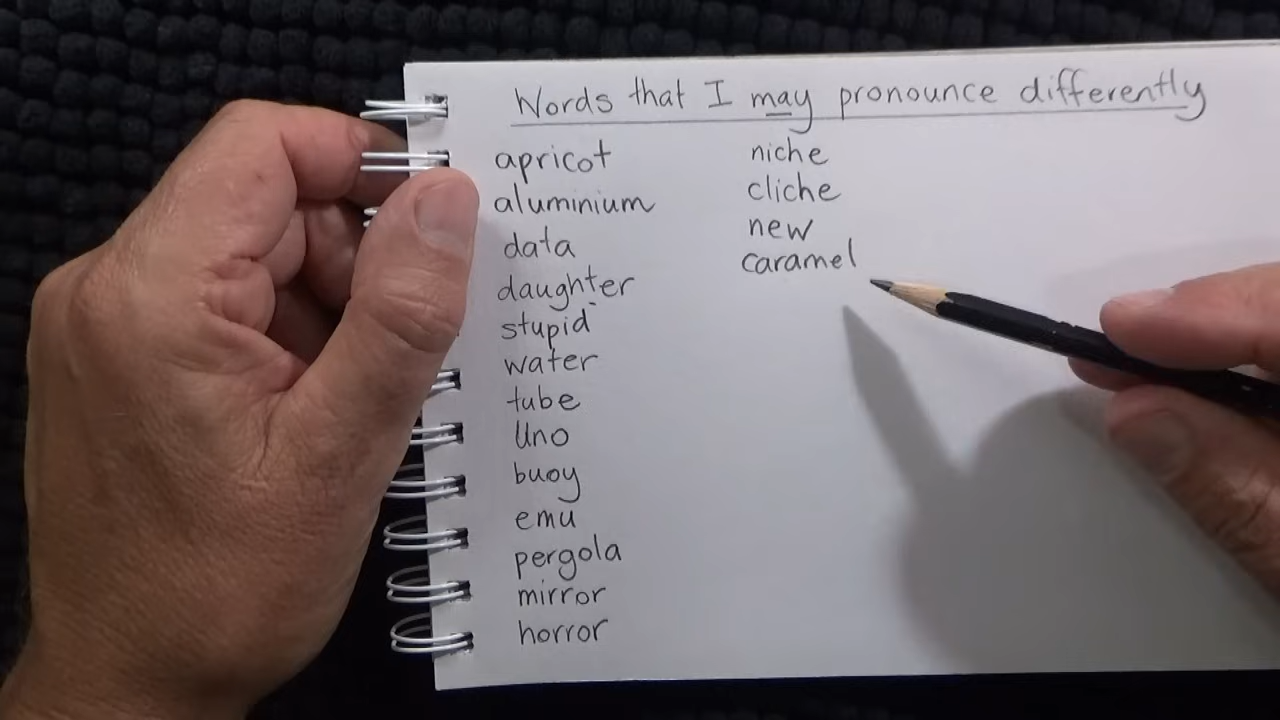 Words that I may pronounce differently
apricot
aluminium
data
daughter
stupid
water
tube
Uno
buoy
emu
pergola
mirror
horror
niche
cliche
new
caramel